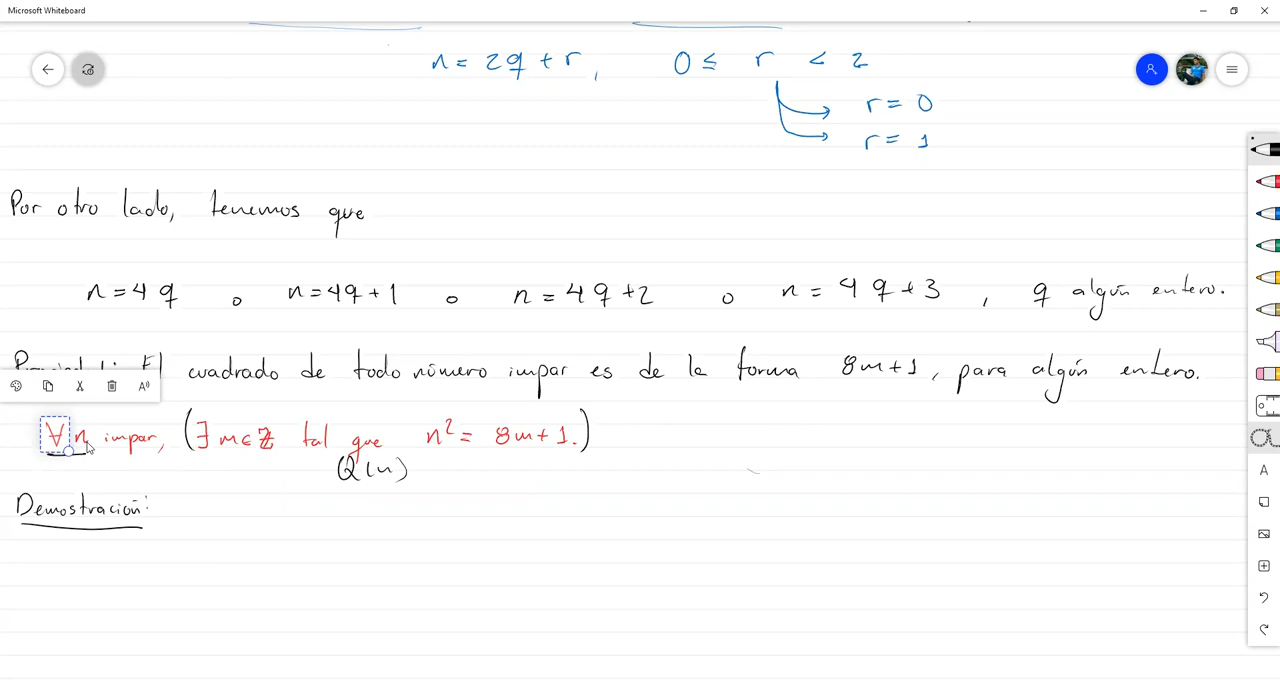 Microsoft Whiteboard
n = 2q + r, 0 ≤ r < 2
r = 0
r = 1
Por otro lado, tenemos que
n = 4q o n = 4q + 1 o n = 4q + 2 o n = 4q + 3 , q algún entero.
El cuadrado de todo número impar es de la forma 8m + 1, para algún entero.
∀ n impar, (∃ m ∈ ℤ tal que n² = 8m + 1.)
Q(n)
Demostración: